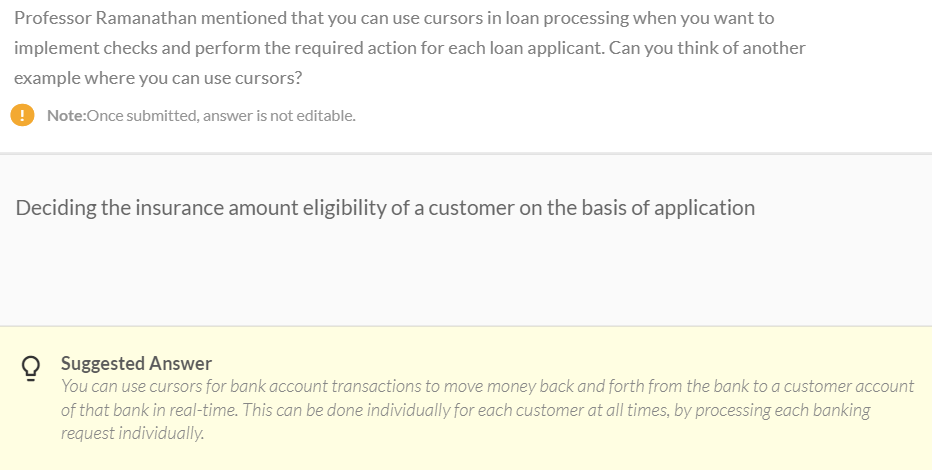 Professor Ramanathan mentioned that you can use cursors in loan processing when you want to
implement checks and perform the required action for each loan applicant. Can you think of another
example where you can use cursors?
! Note:Once submitted, answer is not editable.
Deciding the insurance amount eligibility of a customer on the basis of application
Suggested Answer
You can use cursors for bank account transactions to move money back and forth from the bank to a customer account
of that bank in real-time. This can be done individually for each customer at all times, by processing each banking
request individually.